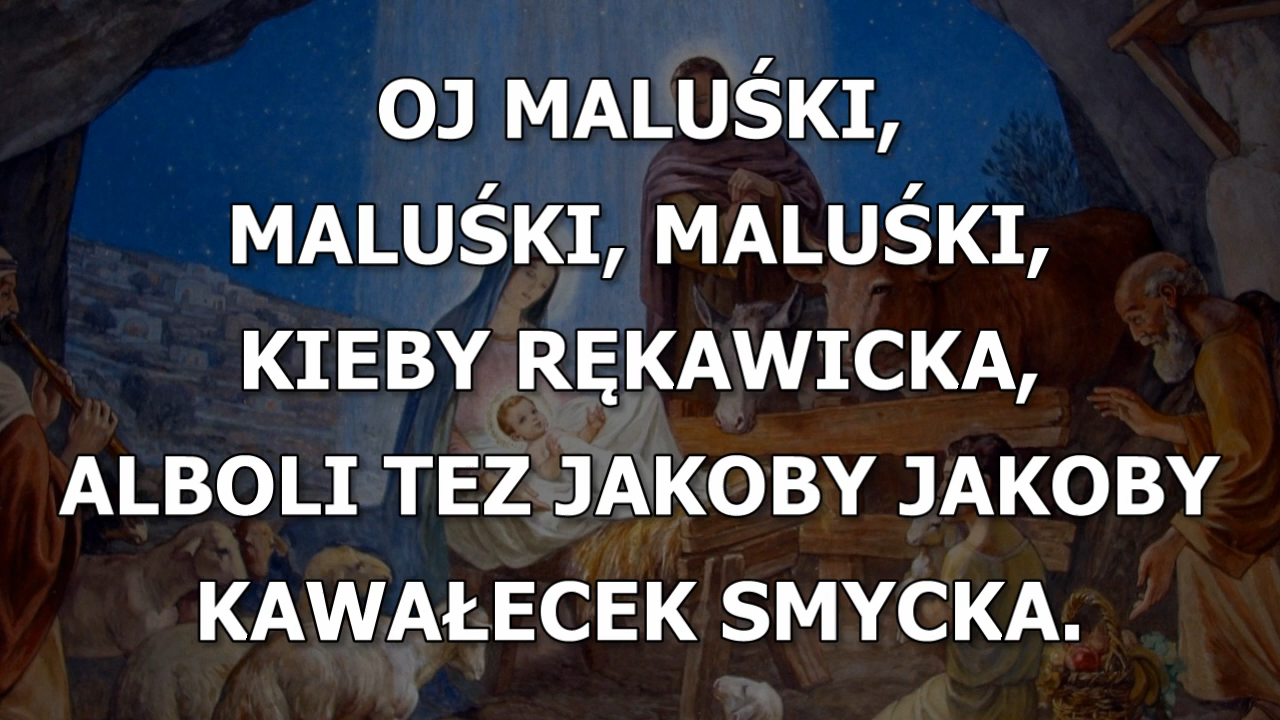 OJ MALUŚKI,
MALUŚKI, MALUŚKI,
KIEBY RĘKAWICKA,
ALBOLI TEZ JAKOBY JAKOBY
KAWAŁECEK SMYCKA.